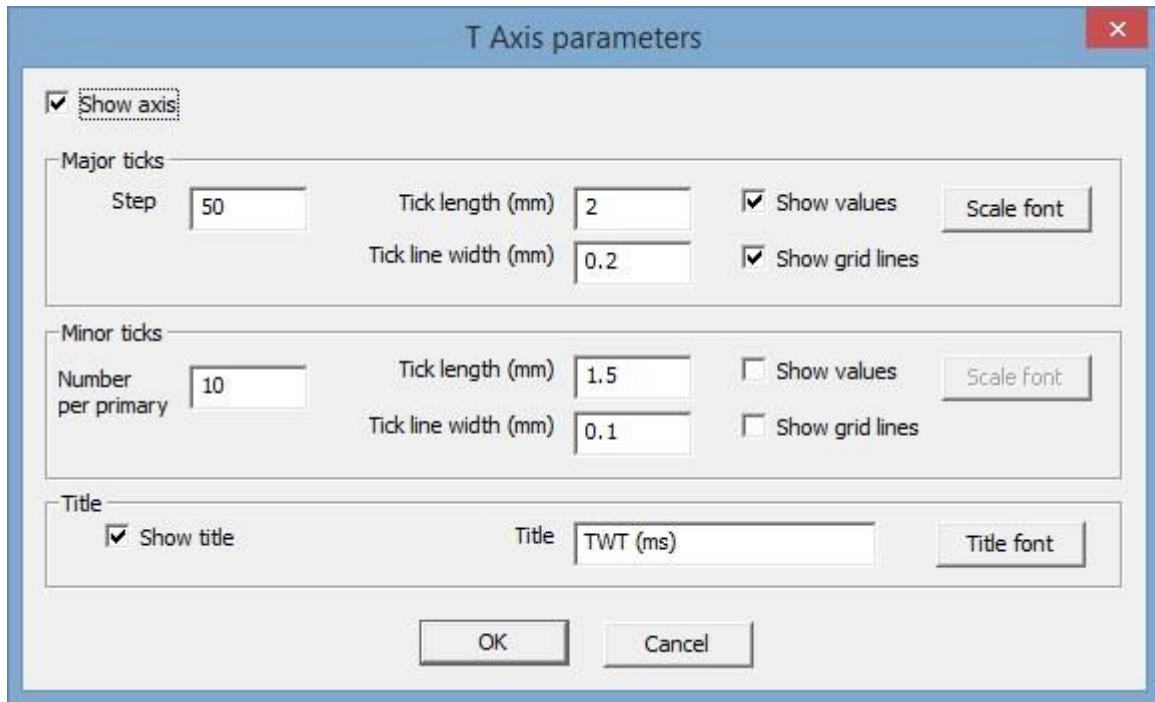 T Axis parameters
Show axis
Major ticks
Step 50 Tick length (mm) 2 Show values Scale font
Tick line width (mm) 0.2 Show grid lines
Minor ticks
Number per primary 10 Tick length (mm) 1.5 Show values Scale font
Tick line width (mm) 0.1 Show grid lines
Title
Show title Title TWT (ms) Title font
OK Cancel